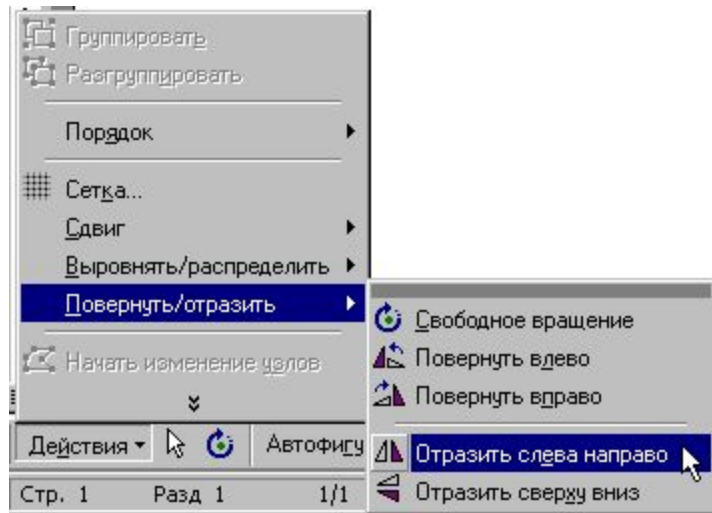 Группировать
Разгруппировать
Порядок
Сетка...
Сдвиг
Выровнять/распределить
Повернуть/отразить
Начать изменение узлов
Свободное вращение
Повернуть влево
Повернуть вправо
Отразить слева направо
Отразить сверху вниз
Действия
Автофигу
Стр. 1 Разд 1 1/1